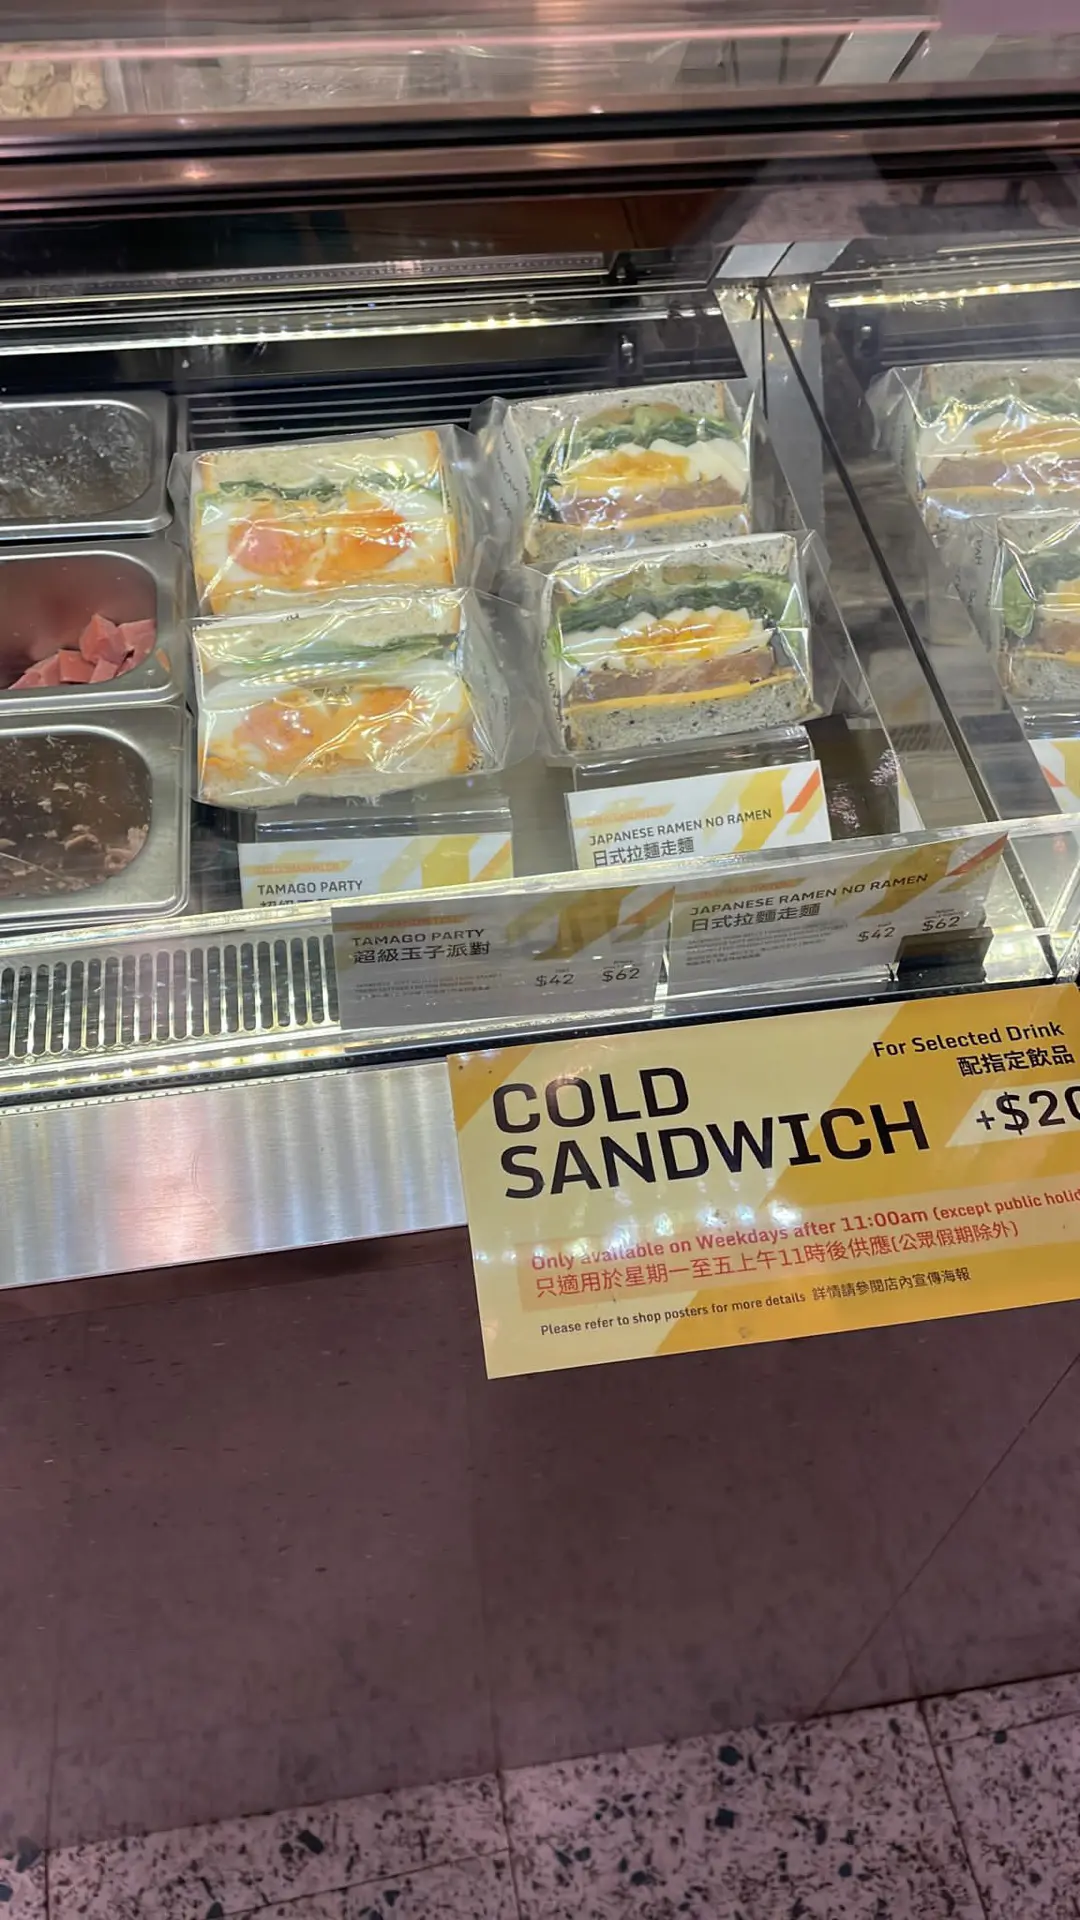 JAPANESE RAMEN NO RAMEN
日式拉麵走麵
TAMAGO PARTY
JAPANESE RAMEN NO RAMEN
日式拉麵走麵
$42 $62
TAMAGO PARTY
超級玉子派對
$42 $62
For Selected Drink
配指定飲品
+$20
COLD
SANDWICH
Only available on Weekdays after 11:00am (except public holid
只適用於星期一至五上午11時後供應(公眾假期除外)
Please refer to shop posters for more details 詳情請參閱店內宣傳海報